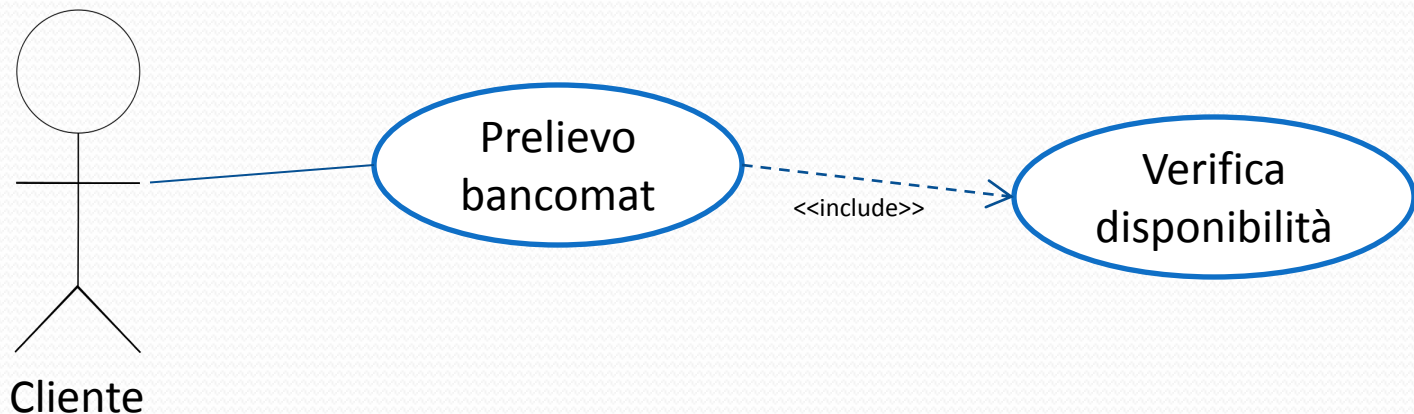 Prelievo
bancomat
<<include>>
Verifica
disponibilità
Cliente